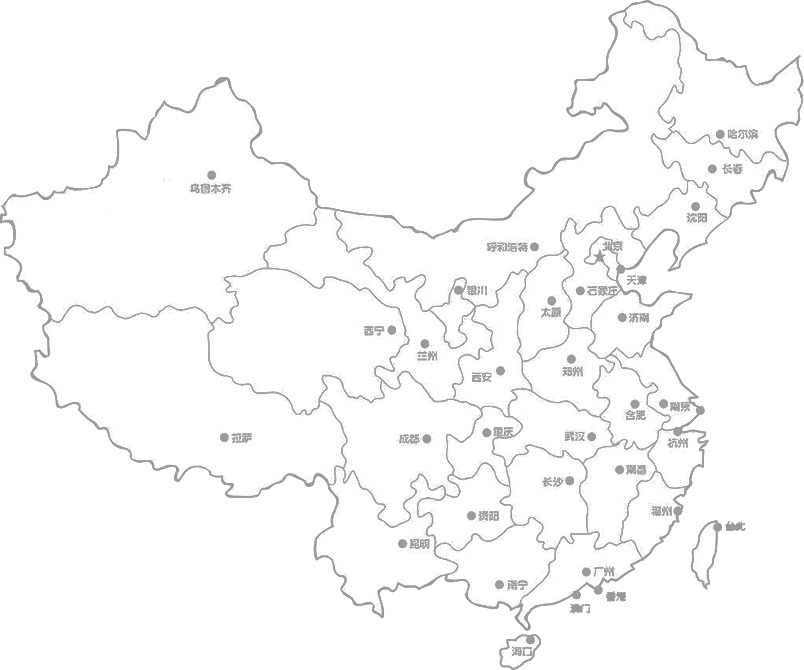 哈尔滨
长春
乌鲁木齐
沈阳
北京
呼和浩特
天津
银川
石家庄
太原
济南
西宁
兰州
郑州
西安
南京
合肥
重庆
武汉
成都
拉萨
杭州
南昌
长沙
福州
贵阳
台北
昆明
广州
南宁
香港
澳门
海口